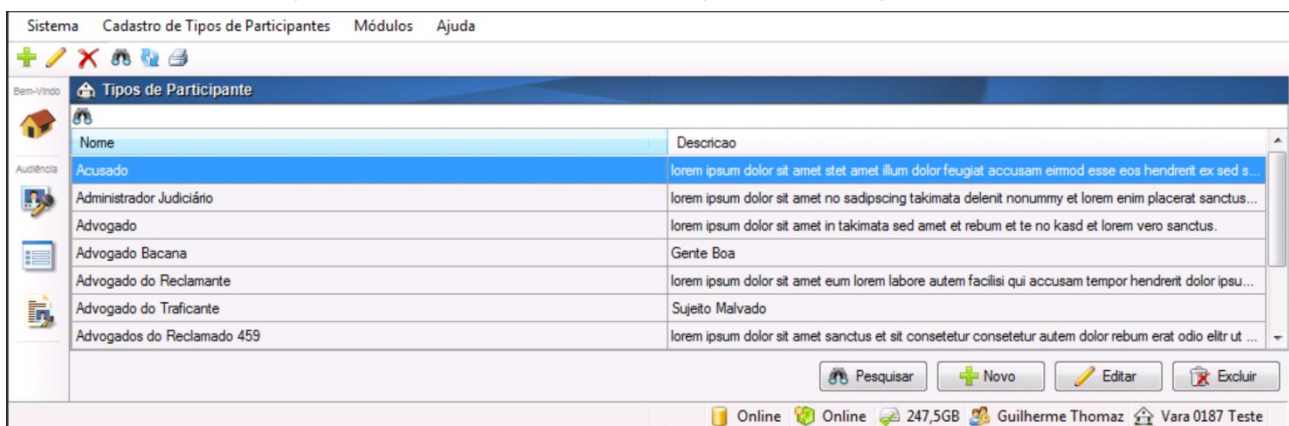 Sistema Cadastro de Tipos de Participantes Módulos Ajuda
Bem-Vindo Tipos de Participante
Nome Descricao
Audiência
Acusado lorem ipsum dolor sit amet stet amet illum dolor feugiat accusam eirmod esse eos hendrerit ex sed s...
Administrador Judiciário lorem ipsum dolor sit amet no sadipscing takimata delenit nonummy et lorem enim placerat sanctus...
Advogado lorem ipsum dolor sit amet in takimata sed amet et rebum et te no kasd et lorem vero sanctus.
Advogado Bacana Gente Boa
Advogado do Reclamante lorem ipsum dolor sit amet eum lorem labore autem facilisi qui accusam tempor hendrerit dolor ipsu...
Advogado do Traficante Sujeito Malvado
Advogados do Reclamado 459 lorem ipsum dolor sit amet sanctus et sit consetetur consetetur autem dolor rebum erat odio elitr ut ...
Pesquisar Novo Editar Excluir
Online Online 247,5GB Guilherme Thomaz Vara 0187 Teste